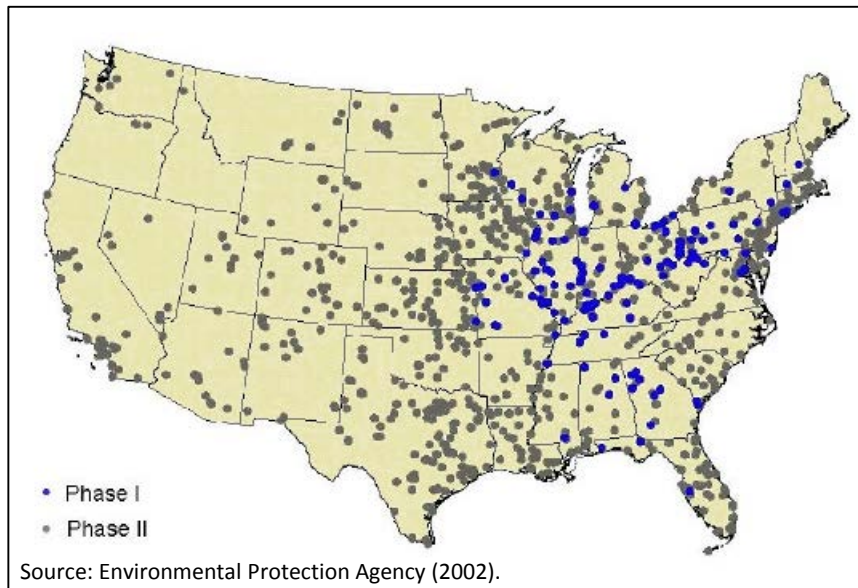 Phase I
Phase II
Source: Environmental Protection Agency (2002).